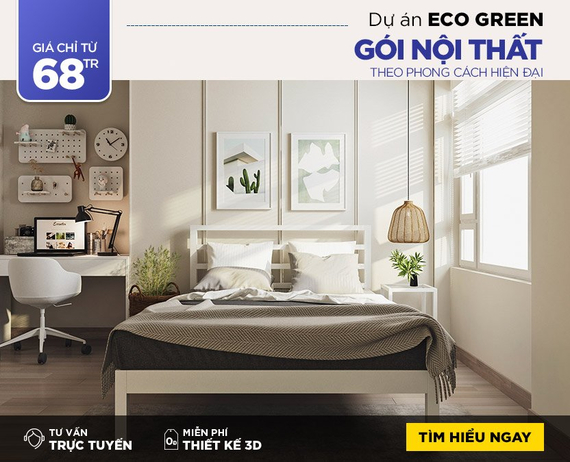 GIÁ CHỈ TỪ
68TR
Dự án ECO GREEN
GÓI NỘI THẤT
THEO PHONG CÁCH HIỆN ĐẠI
TƯ VẤN
TRỰC TUYẾN
0đ
MIỄN PHÍ
THIẾT KẾ 3D
TÌM HIỂU NGAY